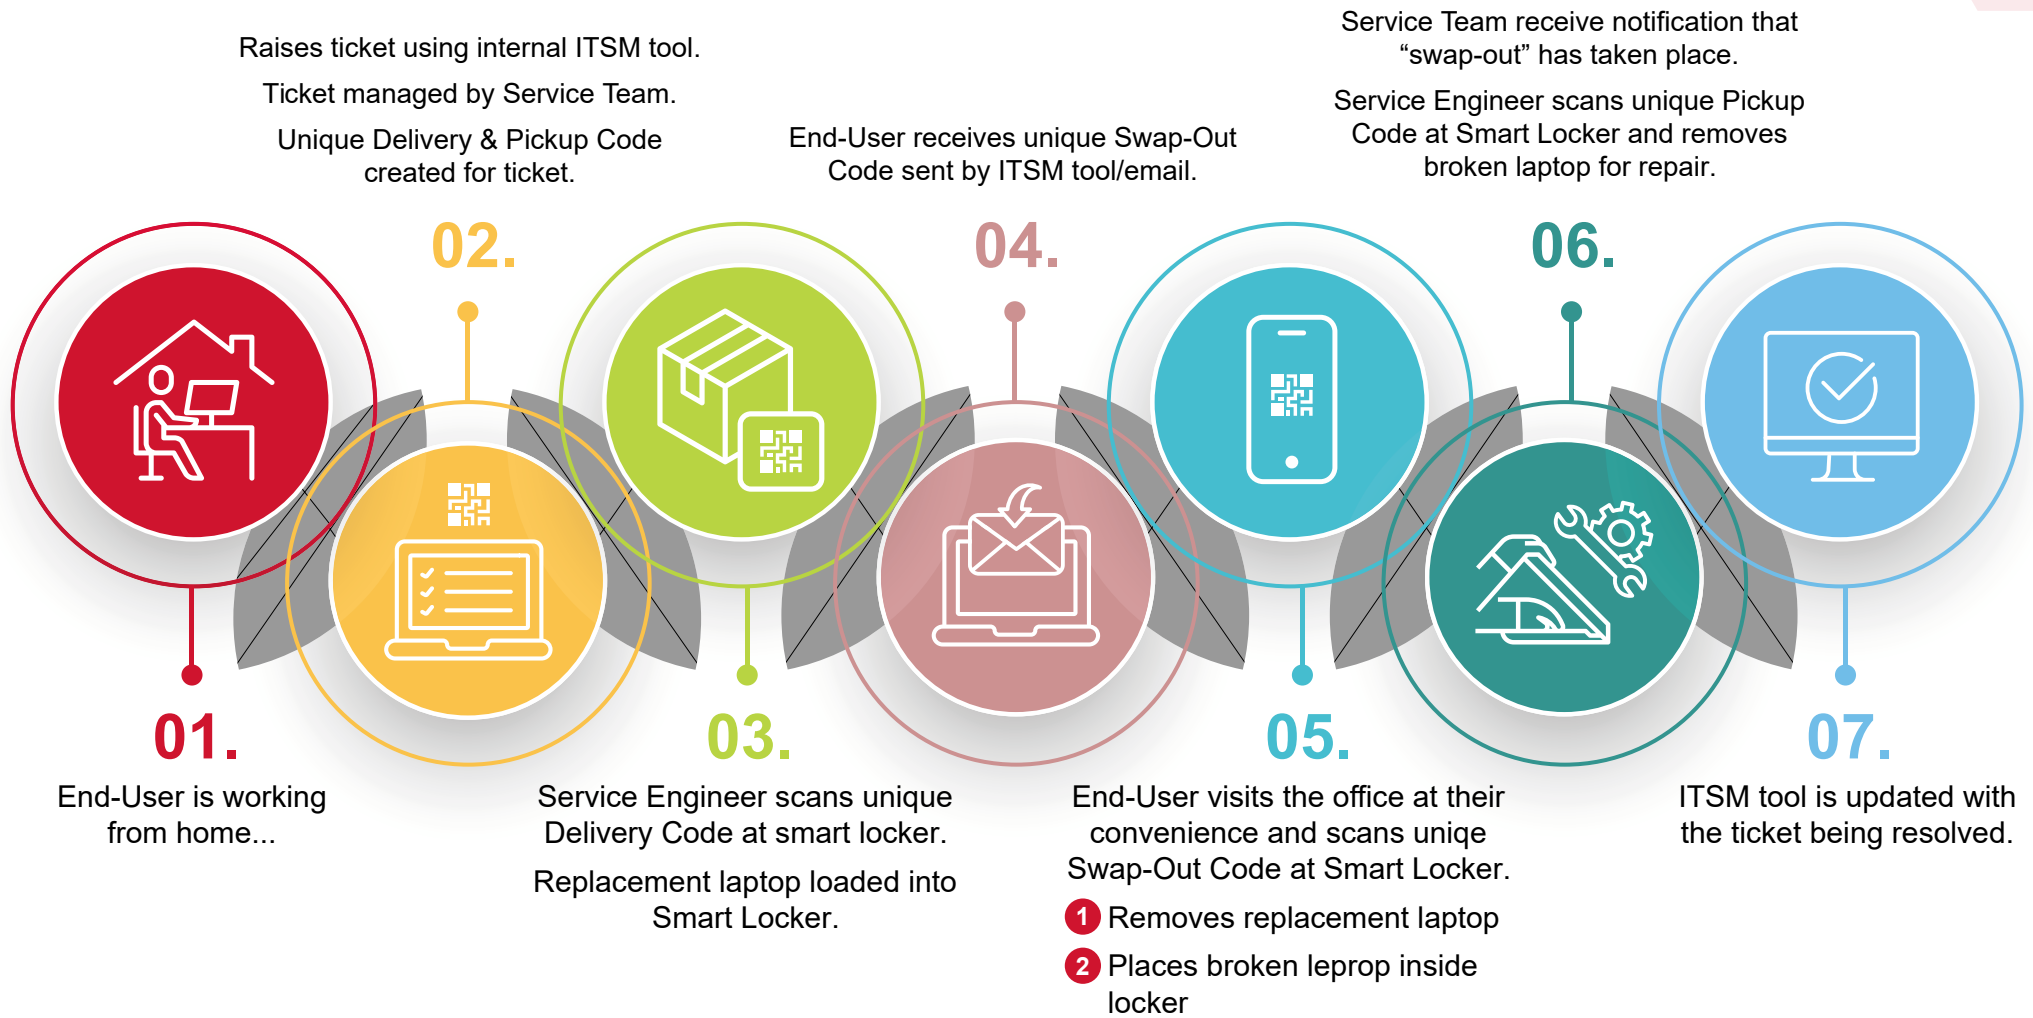 01.
End-User is working
from home...
Raises ticket using internal ITSM tool.
Ticket managed by Service Team.
Unique Delivery & Pickup Code
created for ticket.
02.
03.
Service Engineer scans unique
Delivery Code at smart locker.
Replacement laptop loaded into
Smart Locker.
End-User receives unique Swap-Out
Code sent by ITSM tool/email.
04.
05.
End-User visits the office at their
convenience and scans uniqe
Swap-Out Code at Smart Locker.
1 Removes replacement laptop
2 Places broken leprop inside
locker
Service Team receive notification that
“swap-out” has taken place.
Service Engineer scans unique Pickup
Code at Smart Locker and removes
broken laptop for repair.
06.
07.
ITSM tool is updated with
the ticket being resolved.